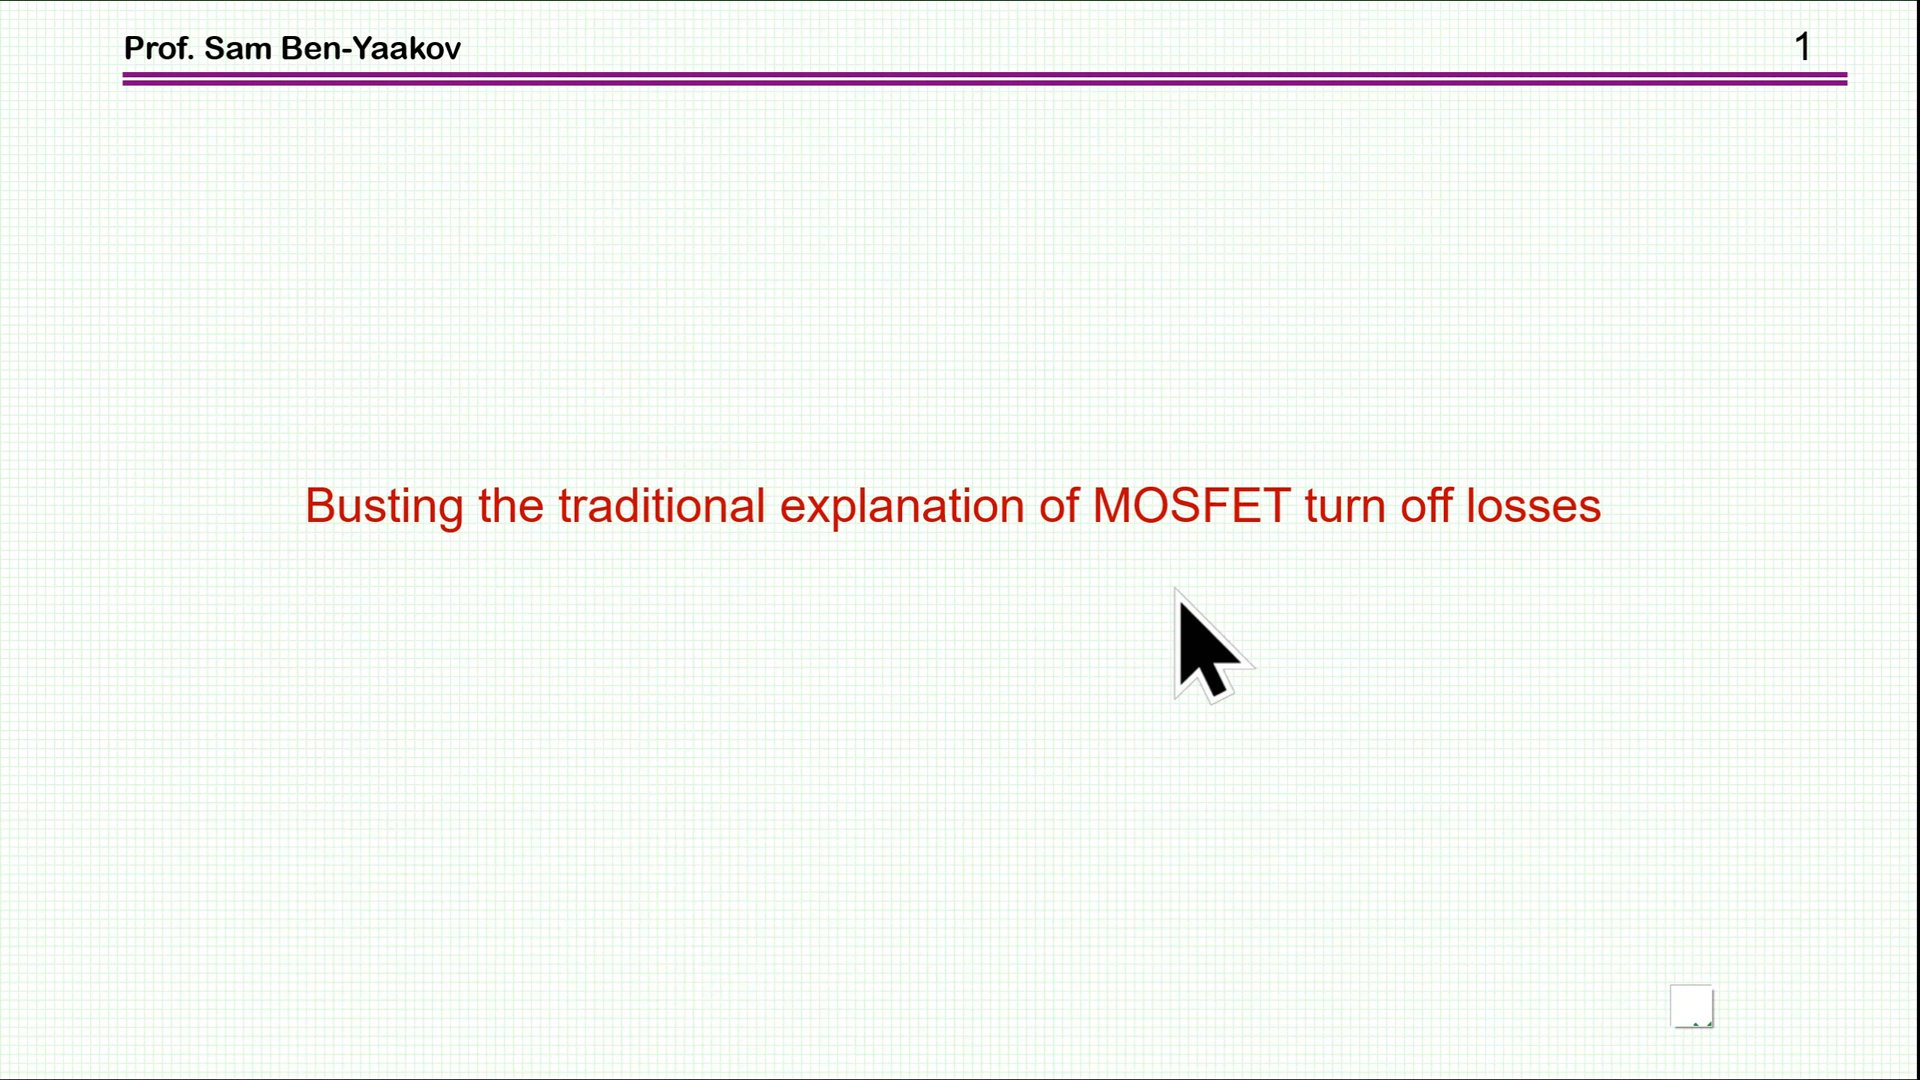 Prof. Sam Ben-Yaakov
1
Busting the traditional explanation of MOSFET turn off losses